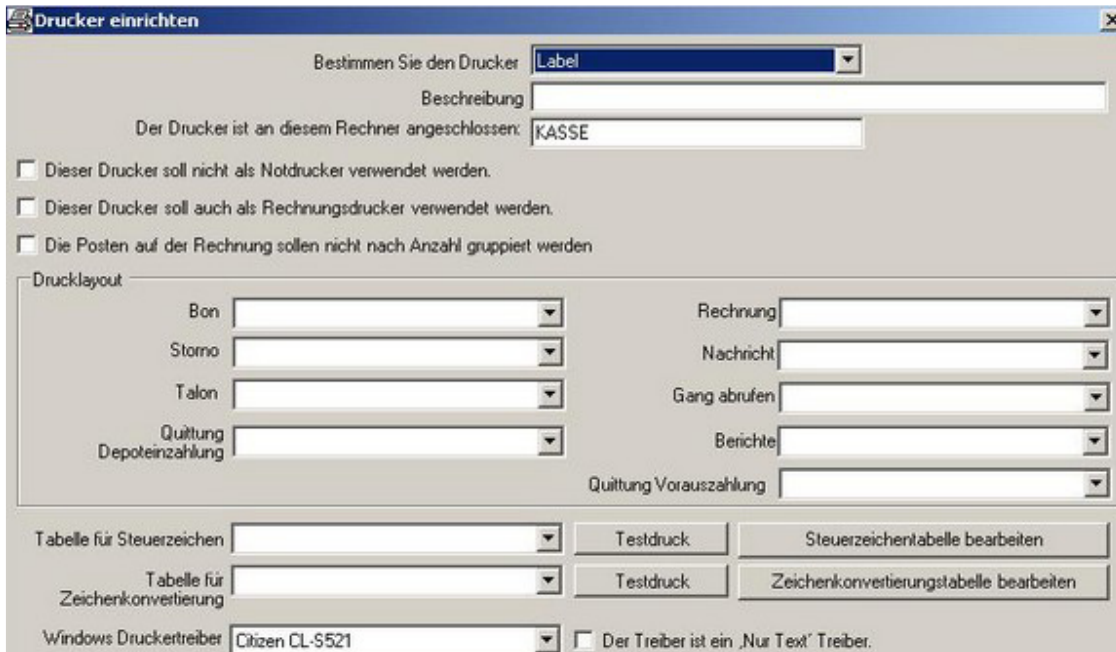 Drucker einrichten
Bestimmen Sie den Drucker Label
Beschreibung
Der Drucker ist an diesem Rechner angeschlossen: KASSE
Dieser Drucker soll nicht als Notdrucker verwendet werden.
Dieser Drucker soll auch als Rechnungsdrucker verwendet werden.
Die Posten auf der Rechnung sollen nicht nach Anzahl gruppiert werden
Drucklayout
Bon Rechnung
Storno Nachricht
Talon Gang abrufen
Quittung
Depoteinzahlung Berichte
Quittung Vorauszahlung
Tabelle für Steuerzeichen Testdruck Steuerzeichentabelle bearbeiten
Tabelle für
Zeichenkonvertierung Testdruck Zeichenkonvertierungstabelle bearbeiten
Windows Druckertreiber Citizen CL-S521 Der Treiber ist ein ,Nur Text´ Treiber.